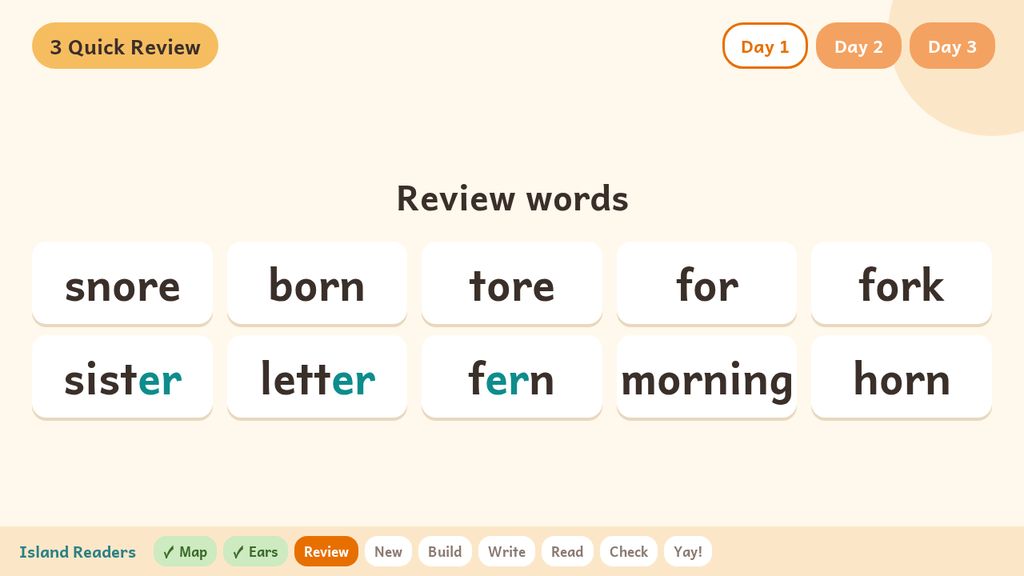 3 Quick Review
Day 1 Day 2 Day 3
Review words
snore born tore for fork
sister letter fern morning horn
Island Readers ✓ Map ✓ Ears Review New Build Write Read Check Yay!